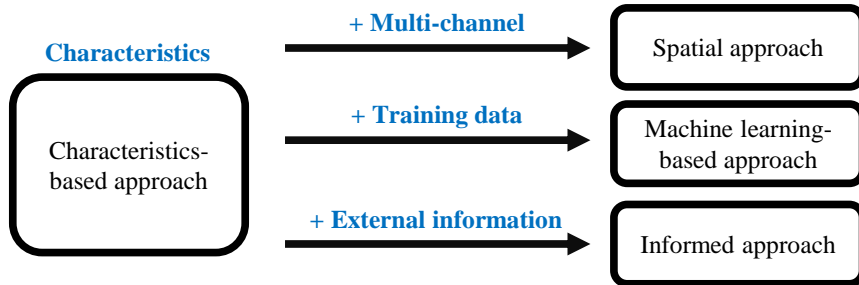 Characteristics
Characteristics-
based approach
+ Multi-channel
Spatial approach
+ Training data
Machine learning-
based approach
+ External information
Informed approach